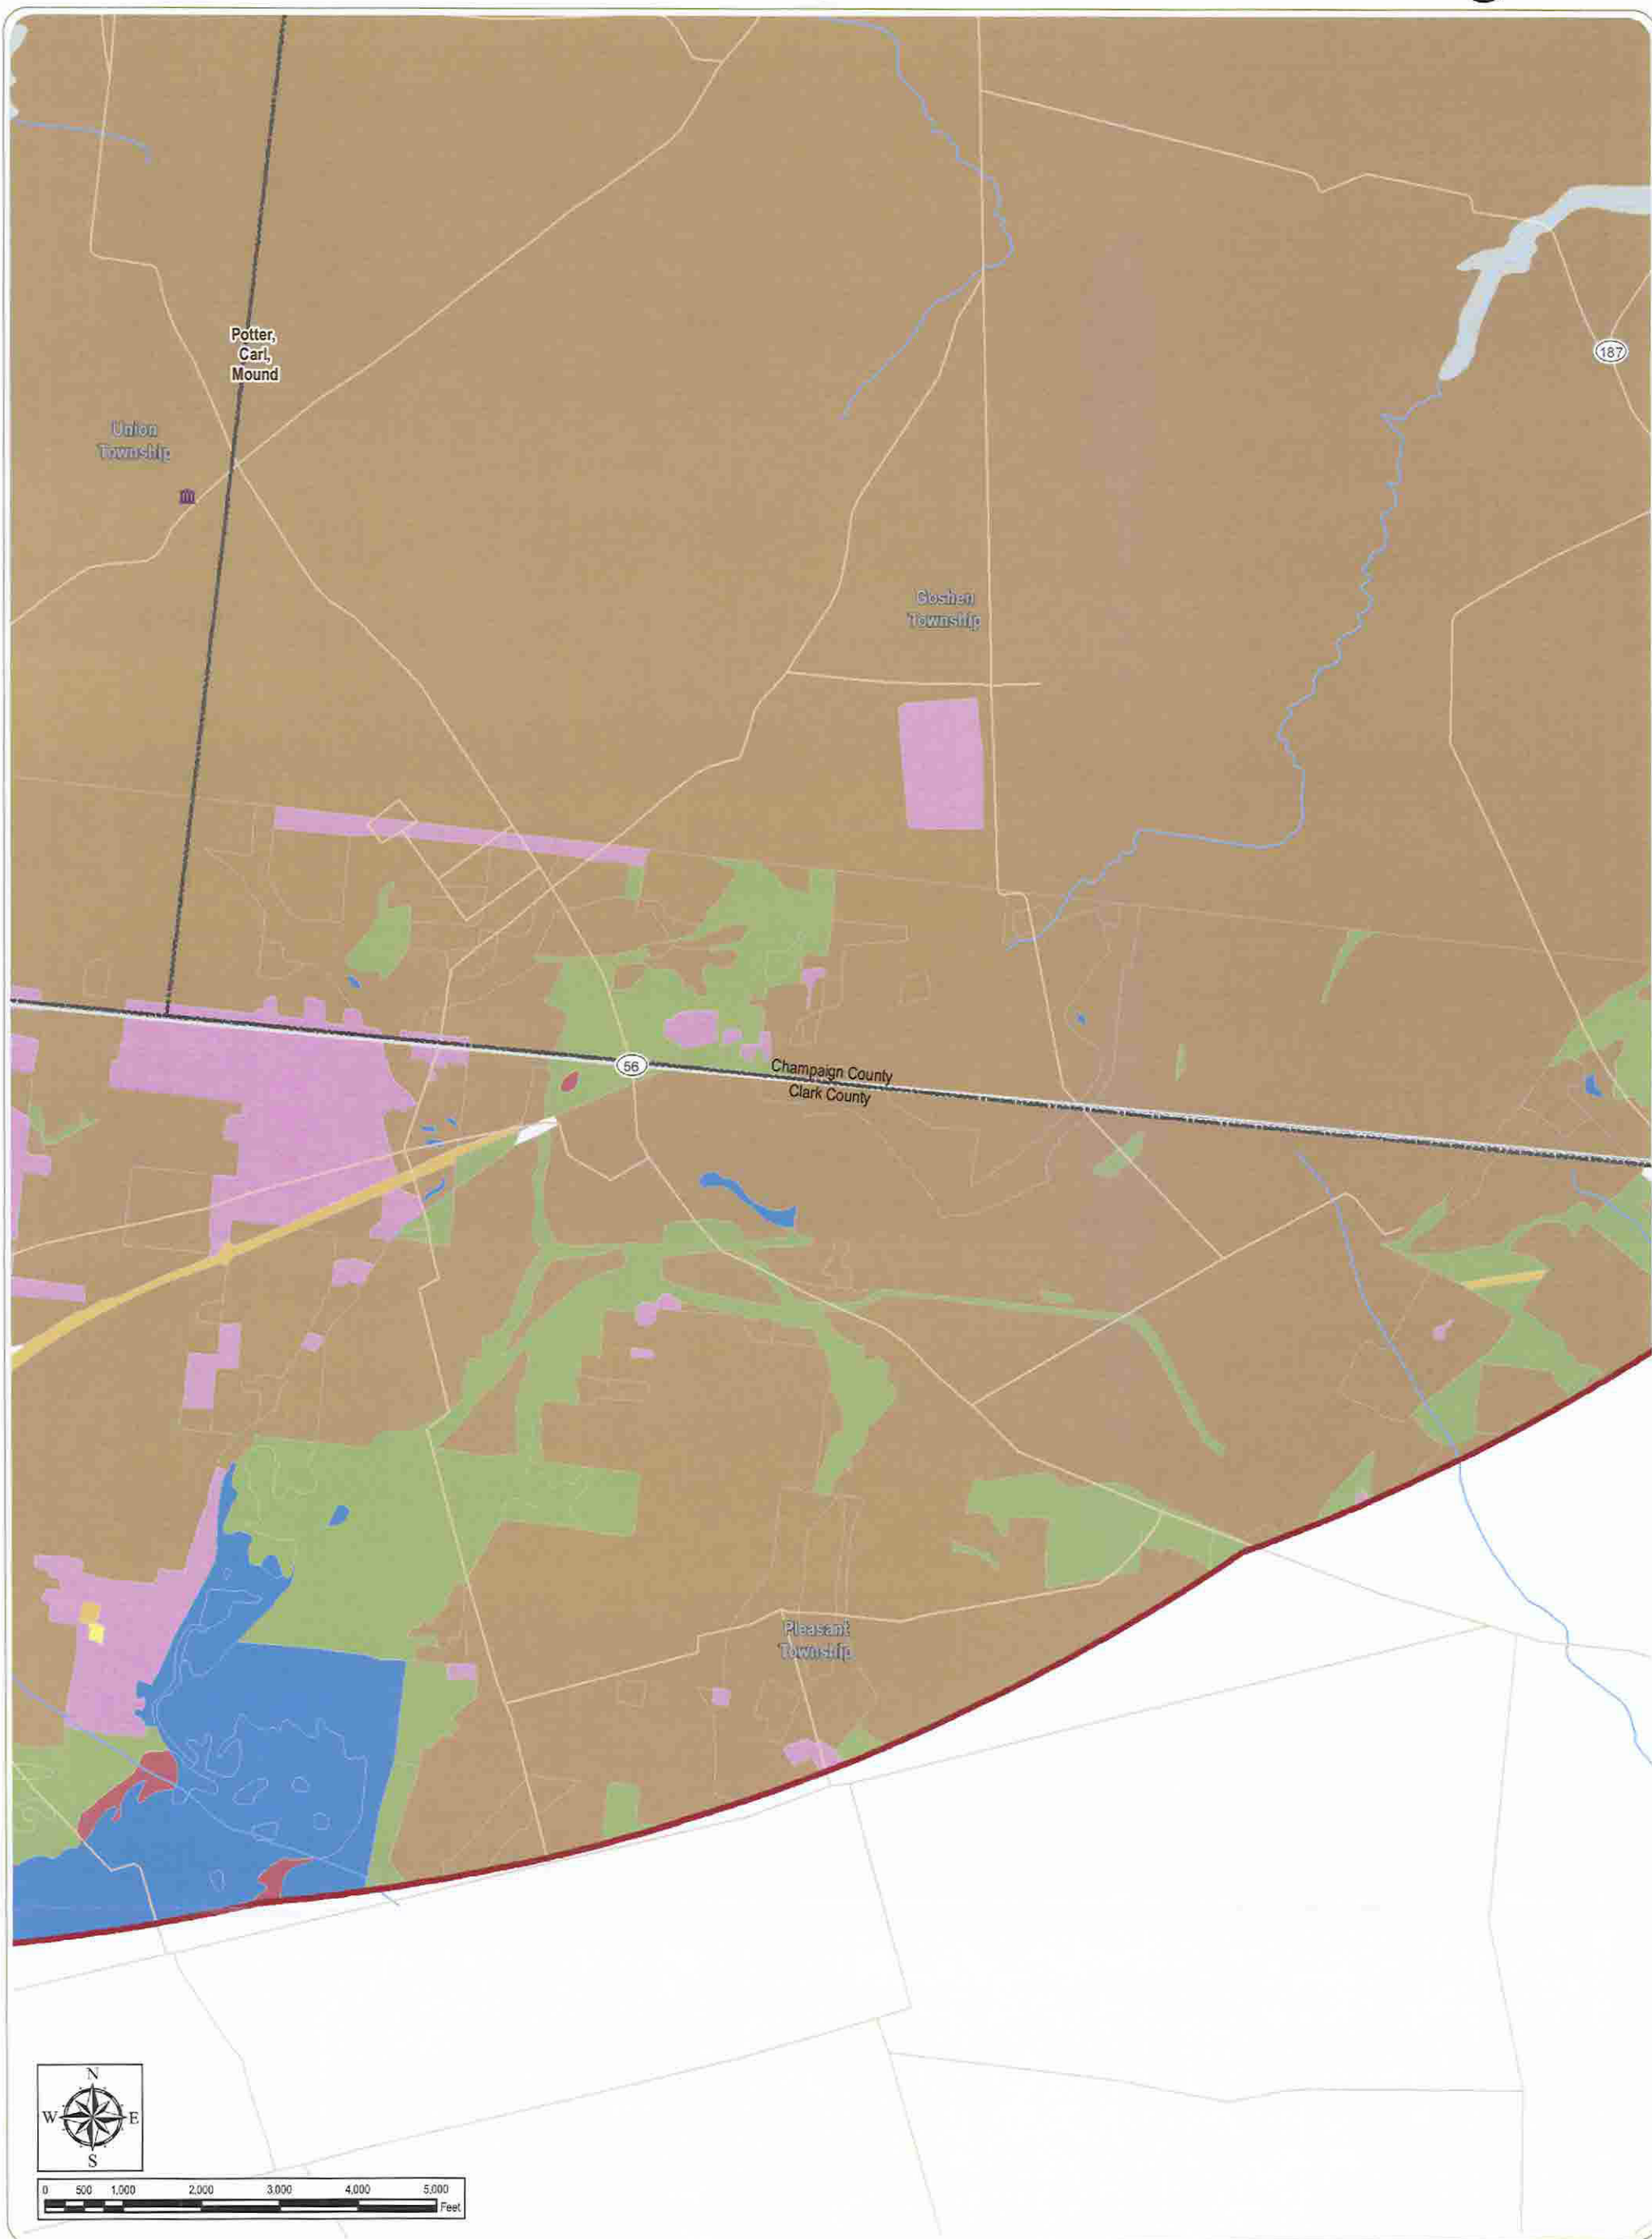 187
Potter,
Carl,
Mound
Union
Township
Goshen
Township
56
Champaign County
Clark County
Pleasant
Township
N
W E
S
0 500 1,000 2,000 3,000 4,000 5,000
Feet